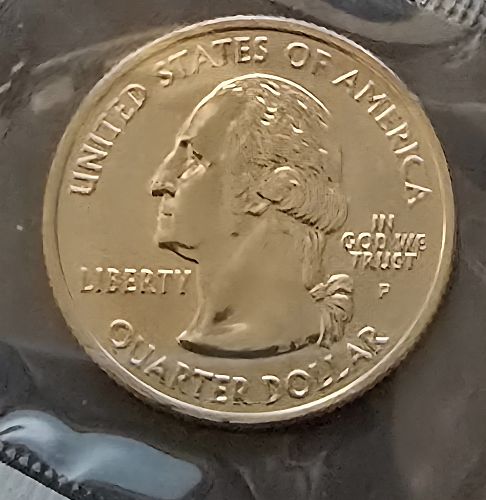 UNITED STATES OF AMERICA
LIBERTY
IN
GOD WE
TRUST
P
QUARTER DOLLAR